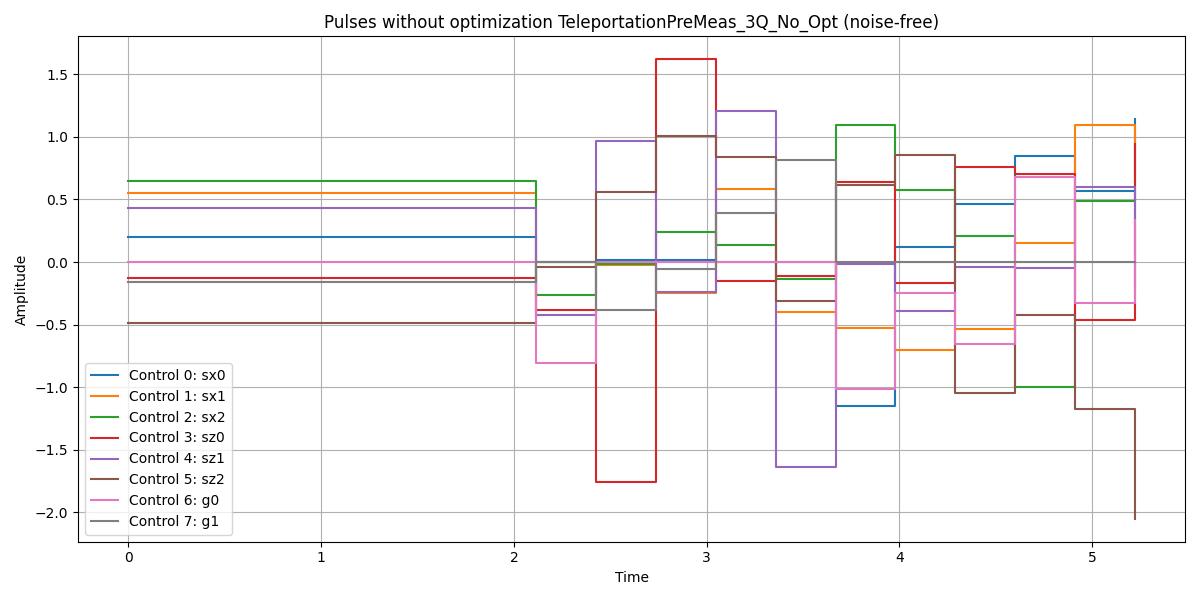 Pulses without optimization TeleportationPreMeas_3Q_No_Opt (noise-free)
Amplitude
1.5
1.0
0.5
0.0
−0.5
−1.0
−1.5
−2.0
Control 0: sx0
Control 1: sx1
Control 2: sx2
Control 3: sz0
Control 4: sz1
Control 5: sz2
Control 6: g0
Control 7: g1
0 1 2 3 4 5
Time